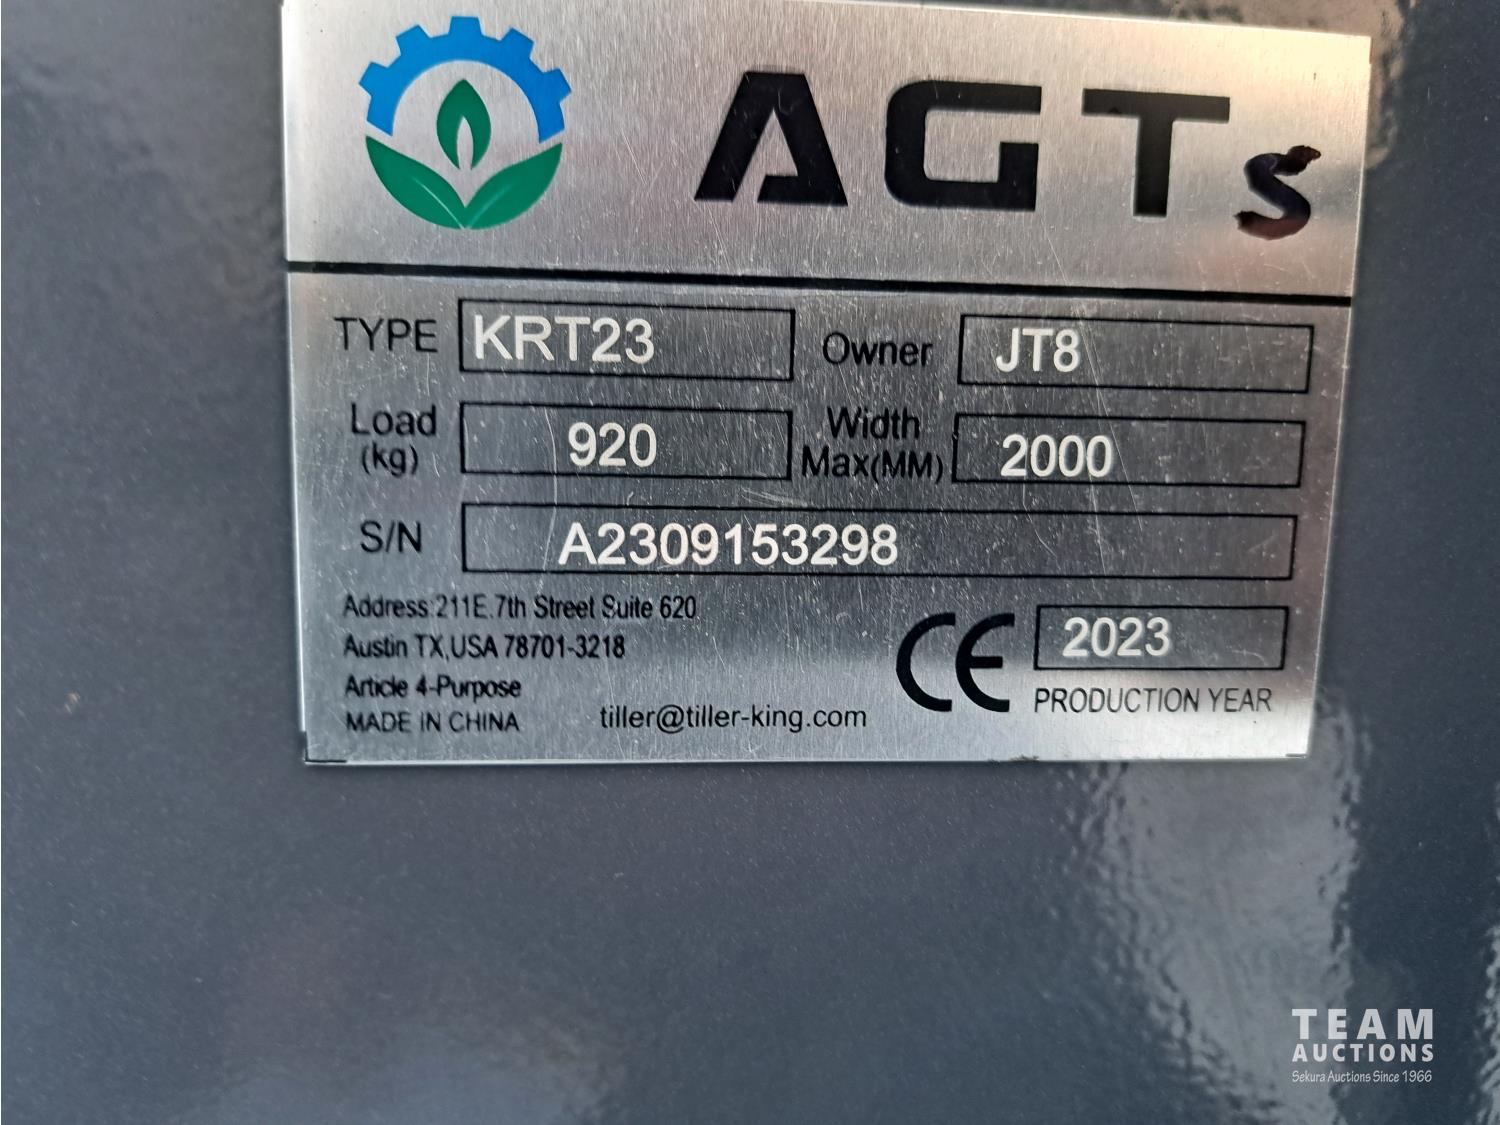 AGT s
TYPE KRT23 Owner JT8
Load (kg) 920 Width Max(MM) 2000
S/N A2309153298
Address:211E.7th Street Suite 620
Austin TX,USA 78701-3218
Article 4-Purpose
MADE IN CHINA tiller@tiller-king.com
CE 2023
PRODUCTION YEAR
TEAM
AUCTIONS
Sekura Auctions Since 1966